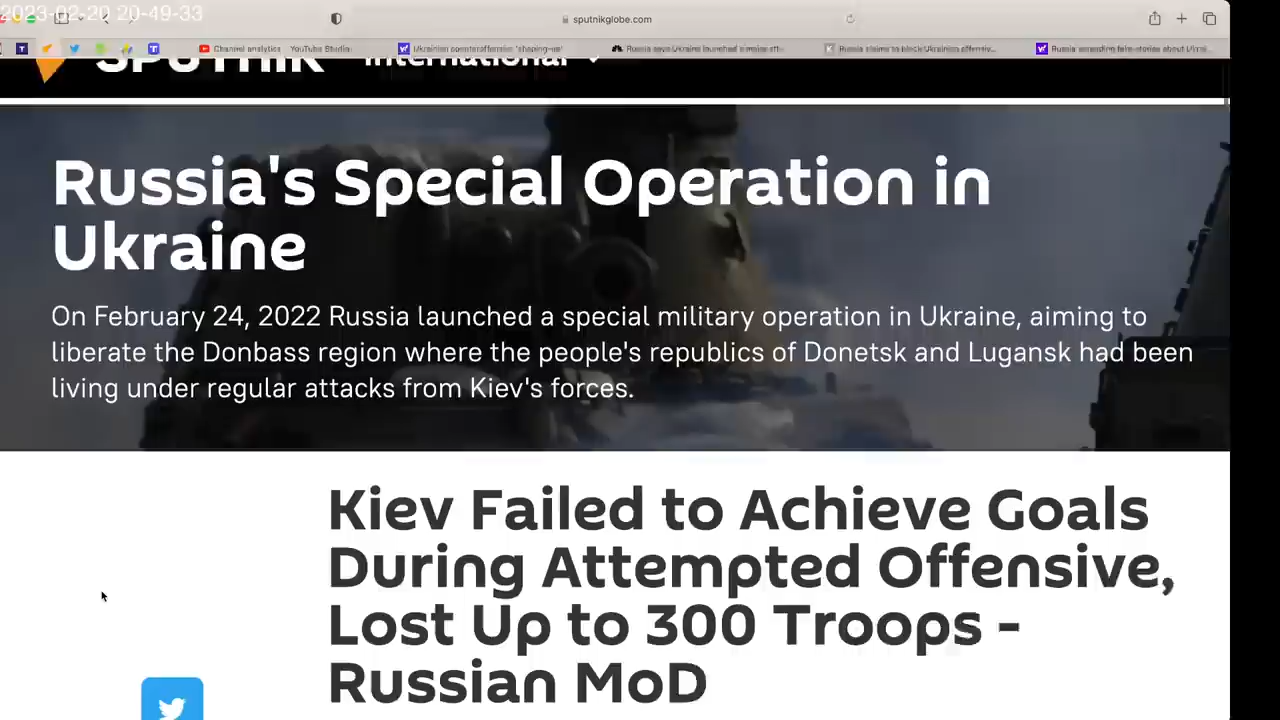 2023-02-20 20-49-33
sputnikglobe.com
Channel analytics - YouTube Studio
Ukrainian counteroffensive 'shaping up'
Russia says Ukraine launched a major off...
Russia claims to block Ukrainian offensiv...
Russia spreading fake stories about Ukrai...
SPUTNIK International
Russia's Special Operation in
Ukraine
On February 24, 2022 Russia launched a special military operation in Ukraine, aiming to
liberate the Donbass region where the people's republics of Donetsk and Lugansk had been
living under regular attacks from Kiev's forces.
Kiev Failed to Achieve Goals
During Attempted Offensive,
Lost Up to 300 Troops -
Russian MoD